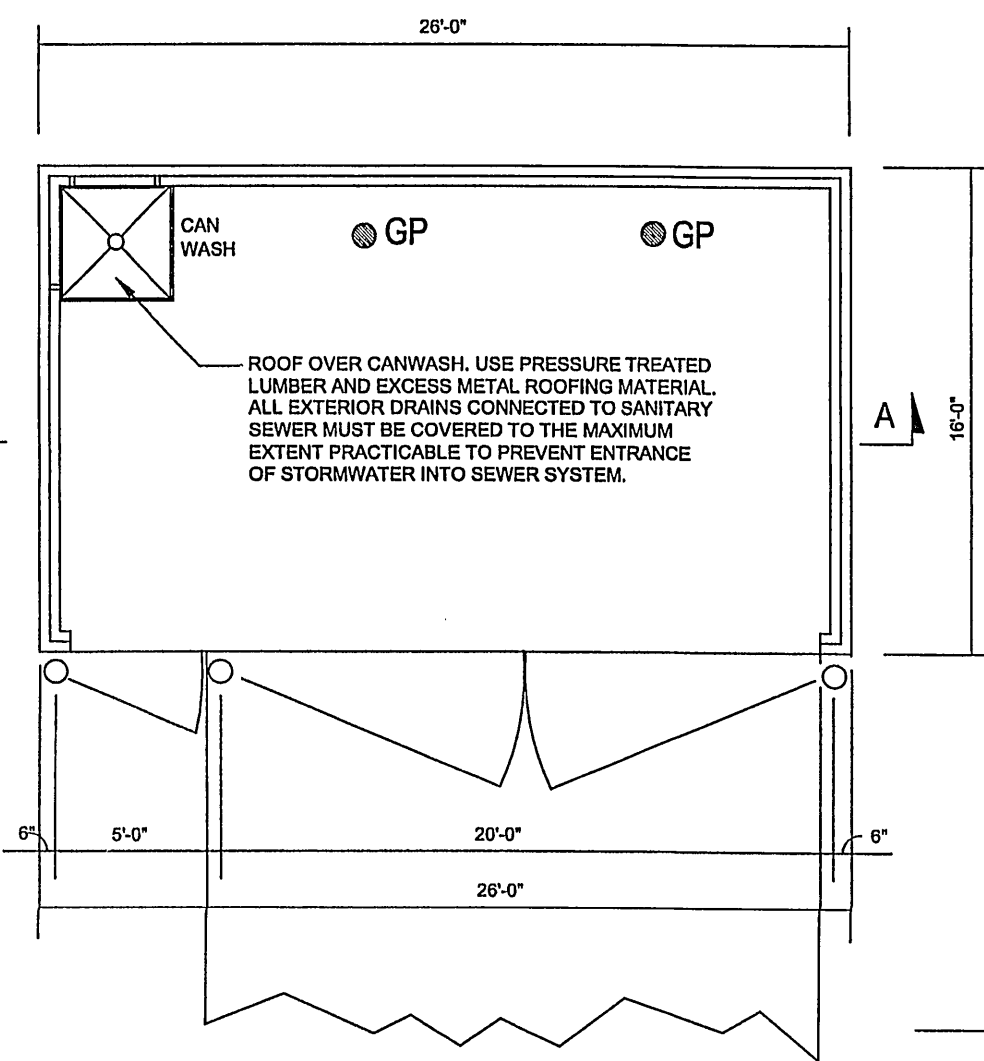 26'-0"
CAN
WASH
GP
GP
ROOF OVER CANWASH. USE PRESSURE TREATED
LUMBER AND EXCESS METAL ROOFING MATERIAL.
ALL EXTERIOR DRAINS CONNECTED TO SANITARY
SEWER MUST BE COVERED TO THE MAXIMUM
EXTENT PRACTICABLE TO PREVENT ENTRANCE
OF STORMWATER INTO SEWER SYSTEM.
A
16'-0"
6"
5'-0"
20'-0"
6"
26'-0"